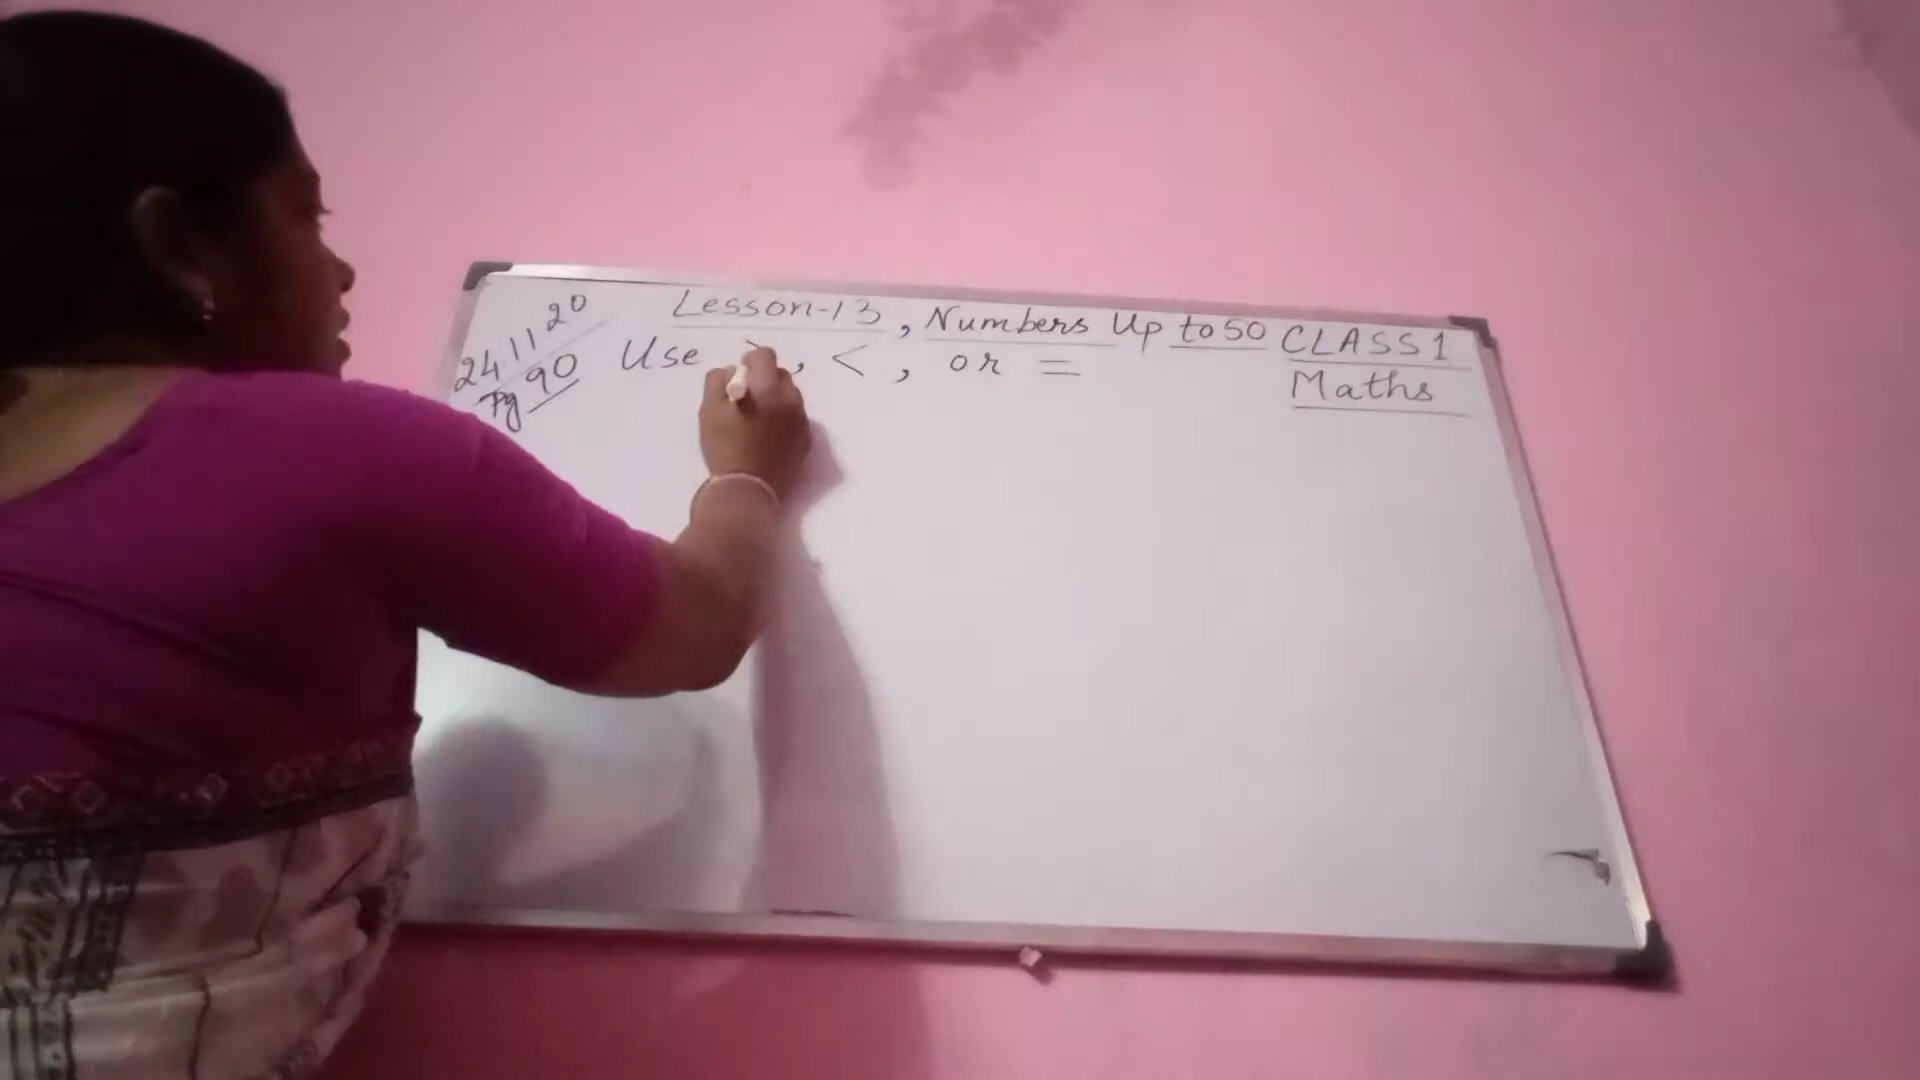 24 11 20
Pg 90
Lesson-13, Numbers Up to 50
Use >, <, or =
CLASS 1
Maths